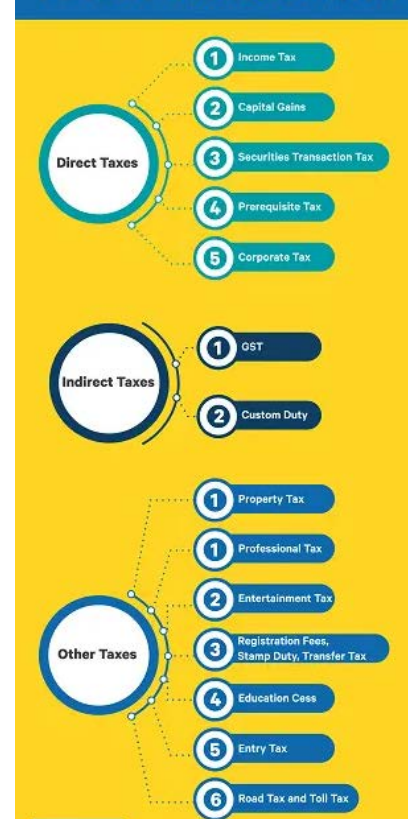 Direct Taxes
1 Income Tax
2 Capital Gains
3 Securities Transaction Tax
4 Prerequisite Tax
5 Corporate Tax
Indirect Taxes
1 GST
2 Custom Duty
Other Taxes
1 Property Tax
1 Professional Tax
2 Entertainment Tax
3 Registration Fees,
Stamp Duty, Transfer Tax
4 Education Cess
5 Entry Tax
6 Road Tax and Toll Tax